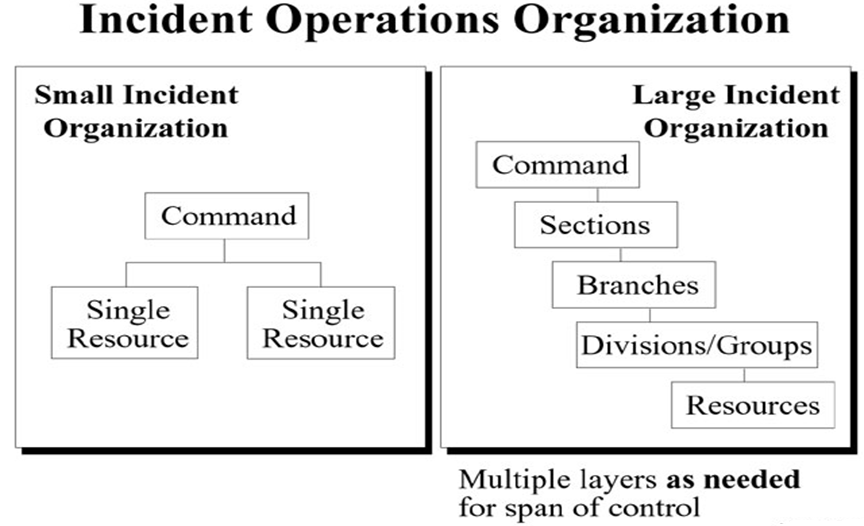 Incident Operations Organization
Small Incident
Organization
Command
Single
Resource
Single
Resource
Large Incident
Organization
Command
Sections
Branches
Divisions/Groups
Resources
Multiple layers as needed
for span of control